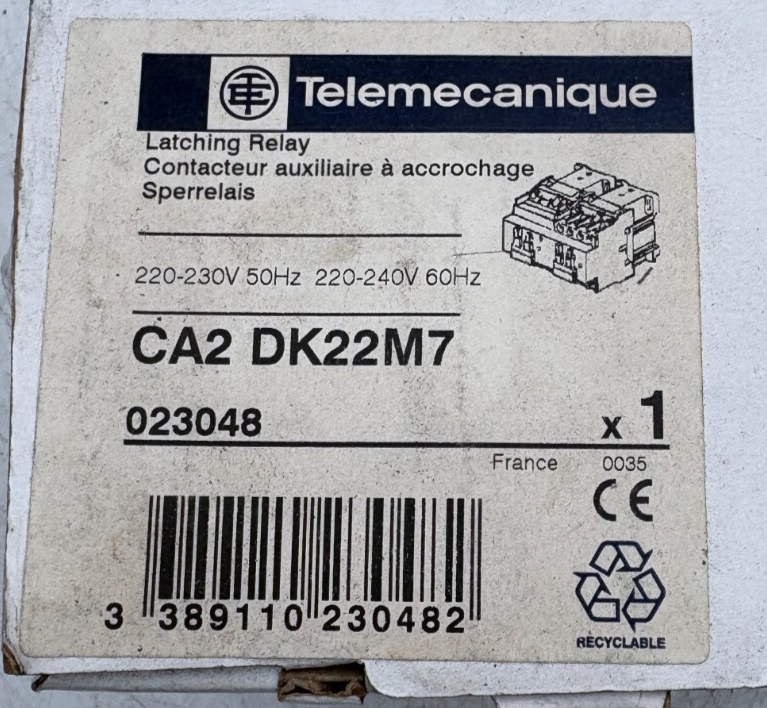 Telemecanique
Latching Relay
Contacteur auxiliaire à accrochage
Sperrelais
220-230V 50Hz 220-240V 60Hz
CA2 DK22M7
023048 x 1
France 0035
CE
3 389110 230482
RECYCLABLE